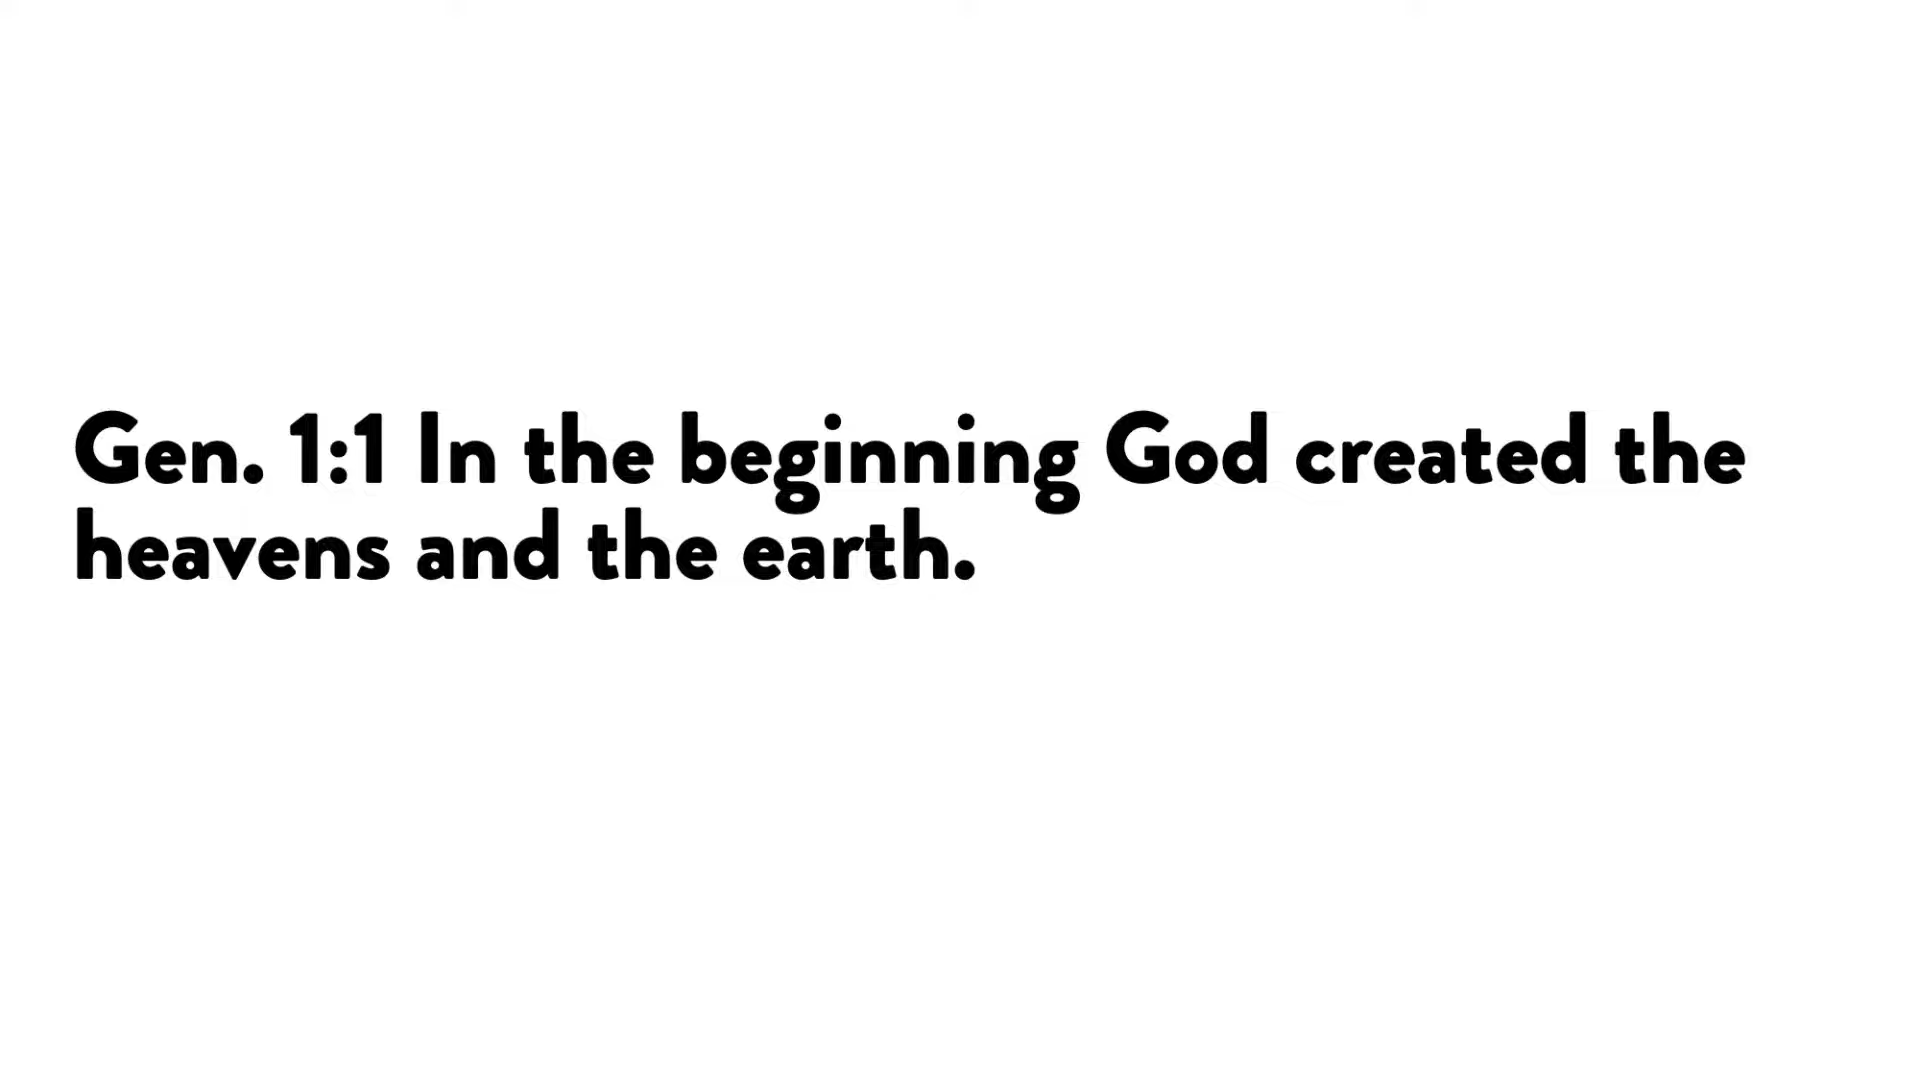 Gen. 1:1 In the beginning God created the
heavens and the earth.